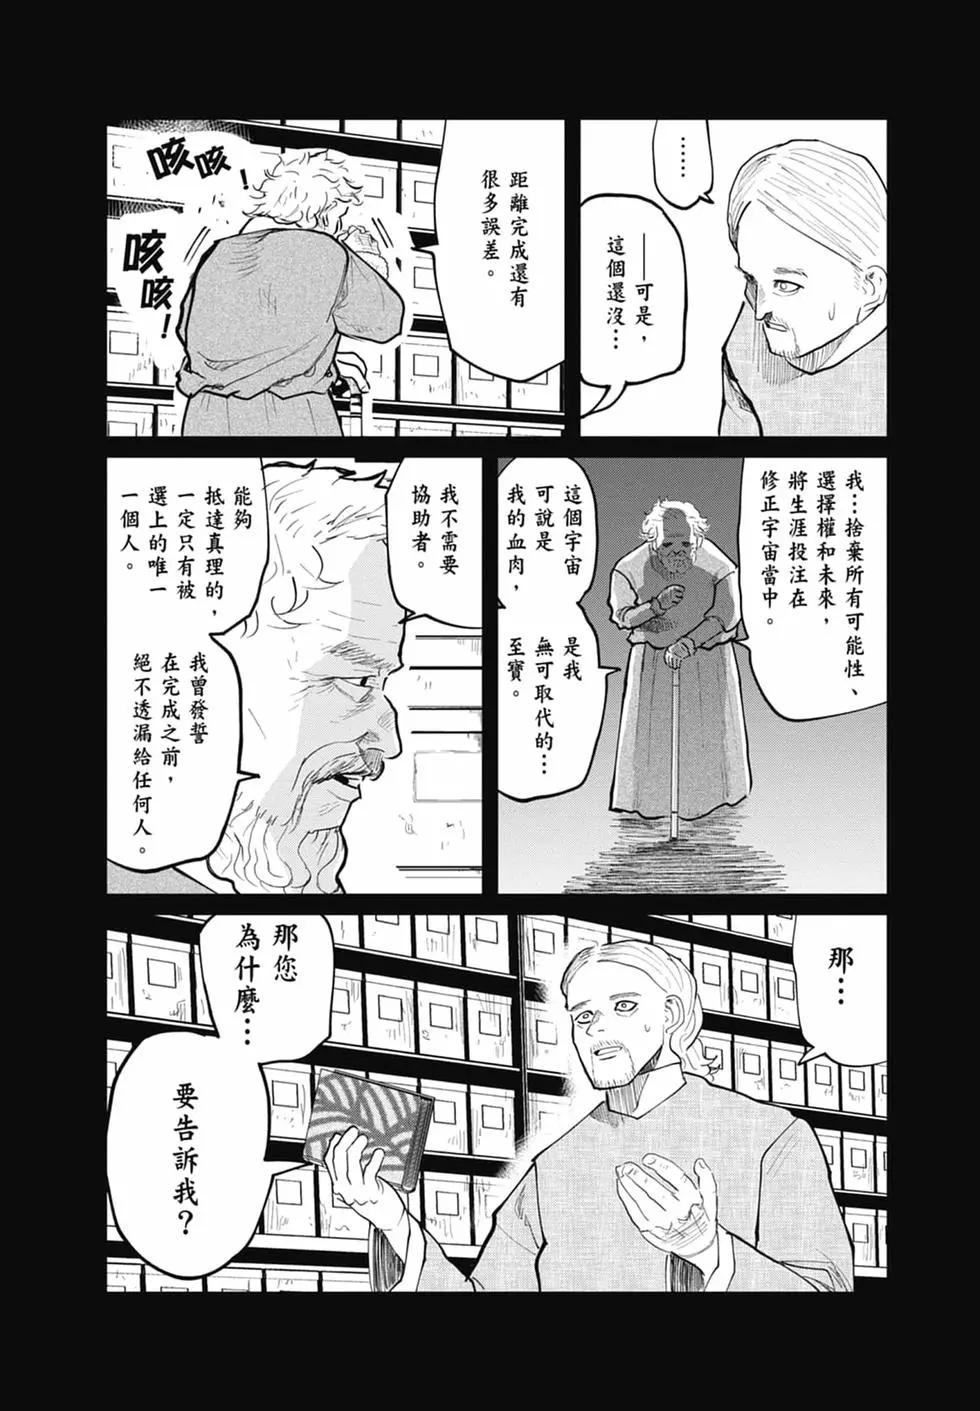 ……
——可是，
這個還沒…
距離完成還有
很多誤差。
咳咳！
咳咳！
我…捨棄所有可能性、
選擇權和未來，
將生涯投注在
修正宇宙當中
這個宇宙
可說是
我的血肉，
是我
無可取代的…
至寶。
我不需要
協助者。
能夠
抵達真理的，
一定只有被
選上的唯一
一個人。
我曾發誓
在完成之前，
絕不透漏給任何人。
那…
那您
為什麼…
要告訴我？